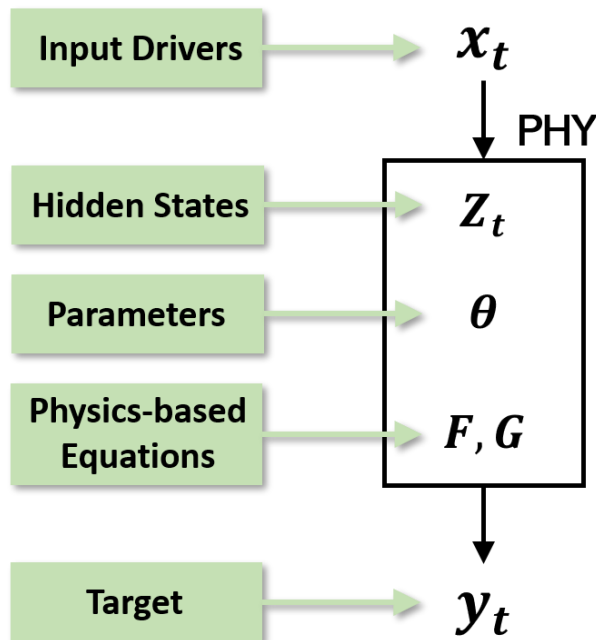 Input Drivers
x_t
PHY
Hidden States
Z_t
Parameters
θ
Physics-based
Equations
F, G
Target
y_t